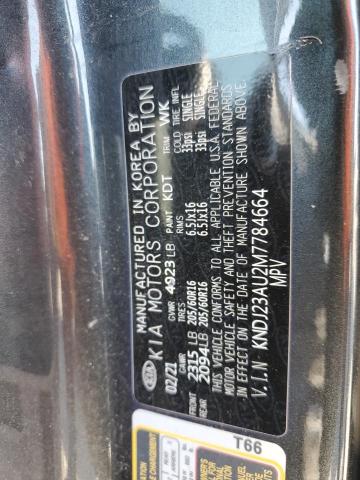 KIA
MANUFACTURED IN KOREA BY
KIA MOTORS CORPORATION
02/21 GVWR 4923 LB PAINT KDT TRIM WK
GAWR TIRES RIMS COLD TIRE INFL
FRONT 2315 LB 205/60R16 6.5Jx16 33psi SINGLE
REAR 2094 LB 205/60R16 6.5Jx16 33psi SINGLE
THIS VEHICLE CONFORMS TO ALL APPLICABLE U.S.A. FEDERAL
MOTOR VEHICLE SAFETY AND THEFT PREVENTION STANDARDS
IN EFFECT ON THE DATE OF MANUFACTURE SHOWN ABOVE.
V.I.N KNDJ23AU2M7784664
MPV
T66